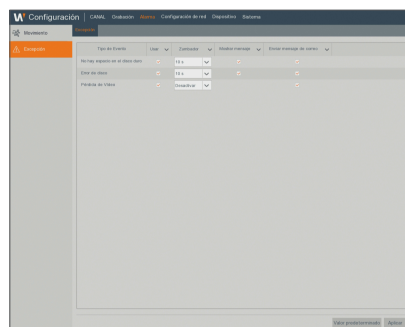 Configuración CANAL Grabación Alarma Configuración de red Dispositivo Sistema
Movimiento
Excepción
Excepción
Tipo de Evento Usar Zumbador Mostrar mensaje Enviar mensaje de correo
No hay espacio en el disco duro 10 s
Error de disco 10 s
Pérdida de Vídeo Desactivar
Valor predeterminado Aplicar